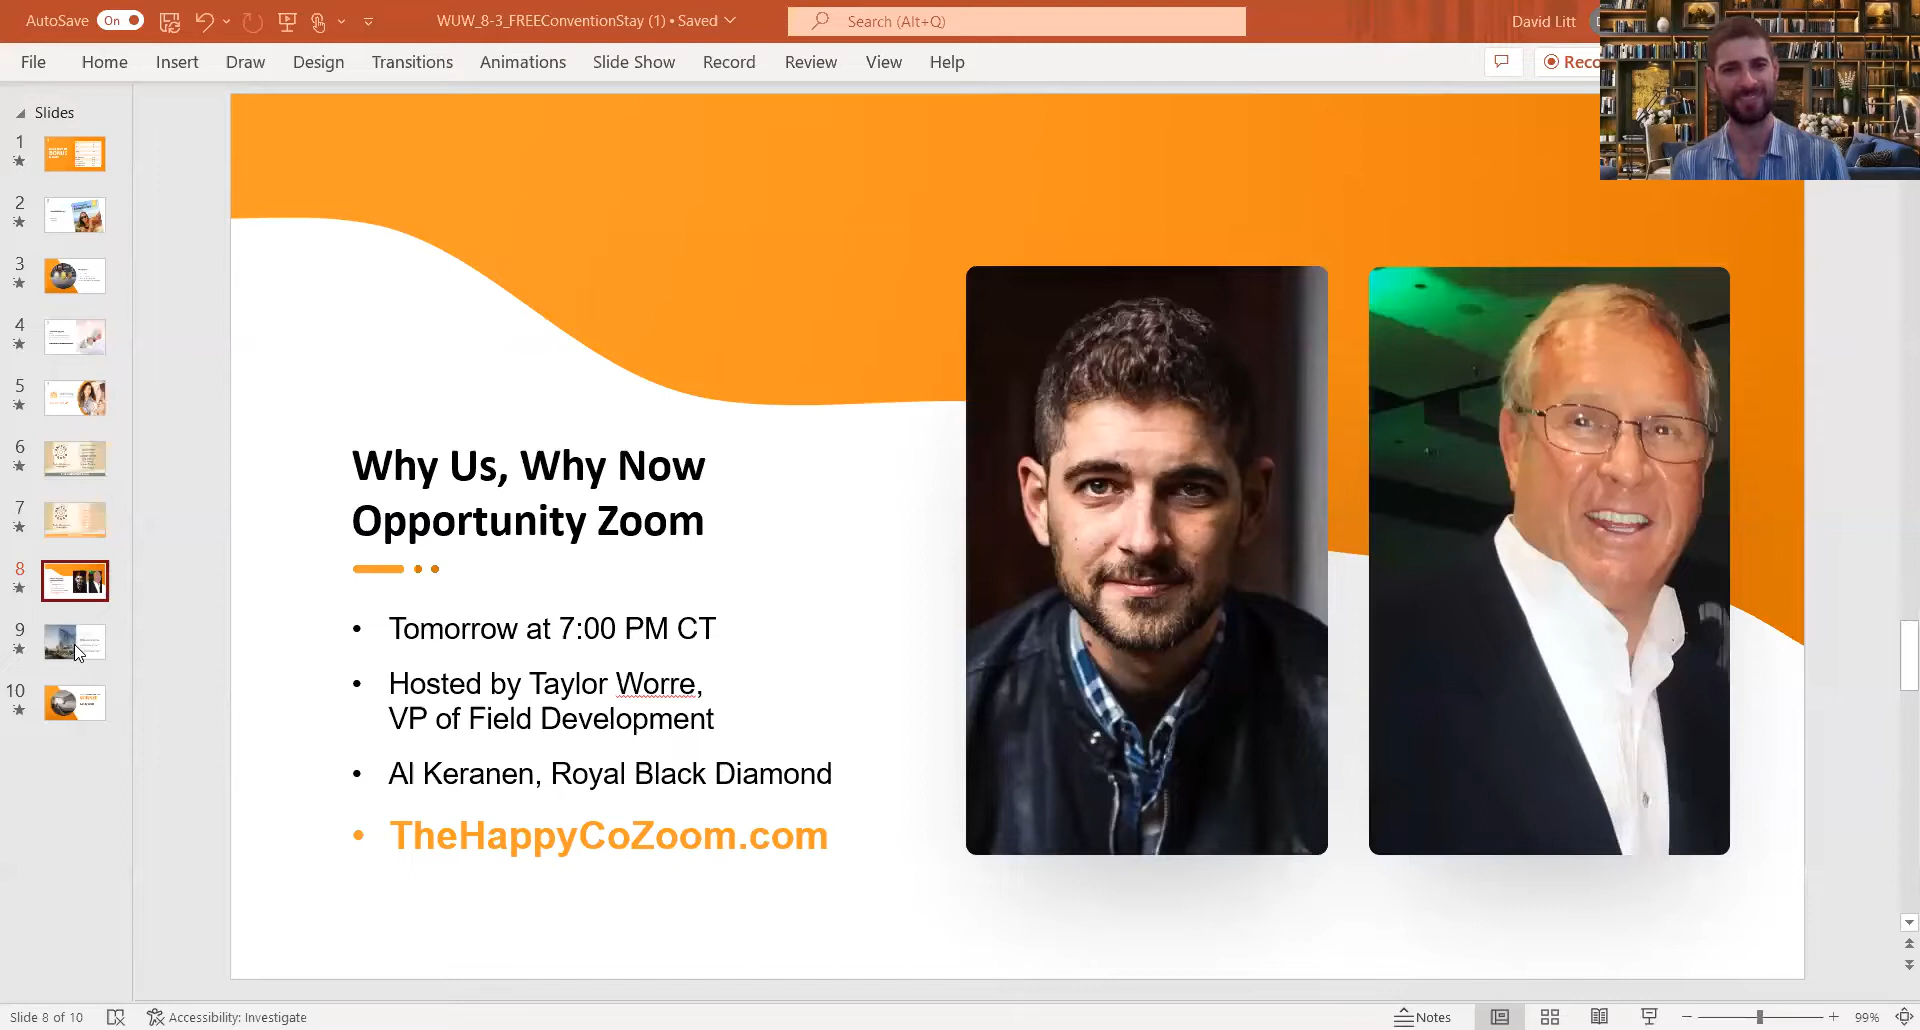 AutoSave On WUW_8-3_FREEConventionStay (1) • Saved Search (Alt+Q) David Litt
File Home Insert Draw Design Transitions Animations Slide Show Record Review View Help Reco
Slides
1
2
3
4
5
6
7
8
9
10
Why Us, Why Now
Opportunity Zoom
• Tomorrow at 7:00 PM CT
• Hosted by Taylor Worre,
VP of Field Development
• Al Keranen, Royal Black Diamond
• TheHappyCoZoom.com
Slide 8 of 10 Accessibility: Investigate Notes 99%